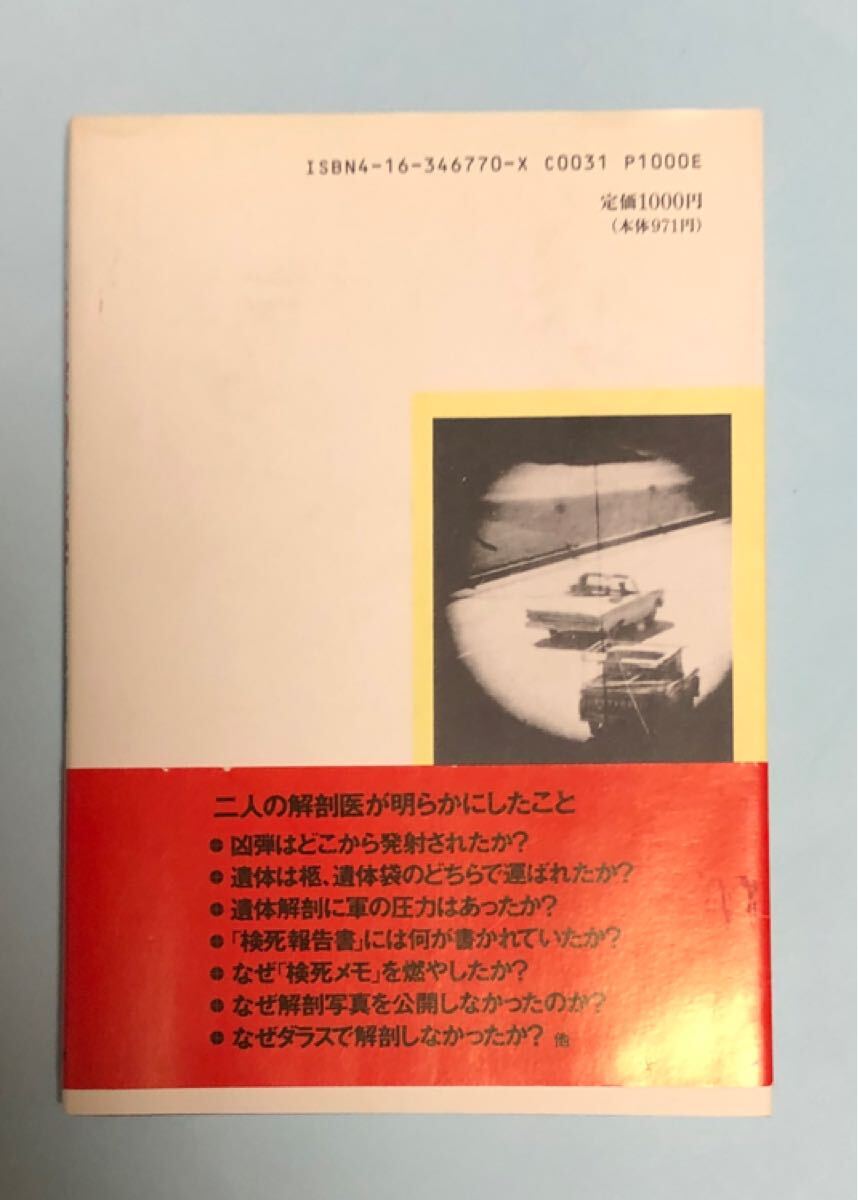 ISBN4-16-346770-X C0031 P1000E
定価1000円
(本体971円)
二人の解剖医が明らかにしたこと
凶弾はどこから発射されたか?
遺体は柩、遺体袋のどちらで運ばれたか?
遺体解剖に軍の圧力はあったか?
「検死報告書」には何が書かれていたか?
なぜ「検死メモ」を燃やしたか?
なぜ解剖写真を公開しなかったのか?
なぜダラスで解剖しなかったか? 他